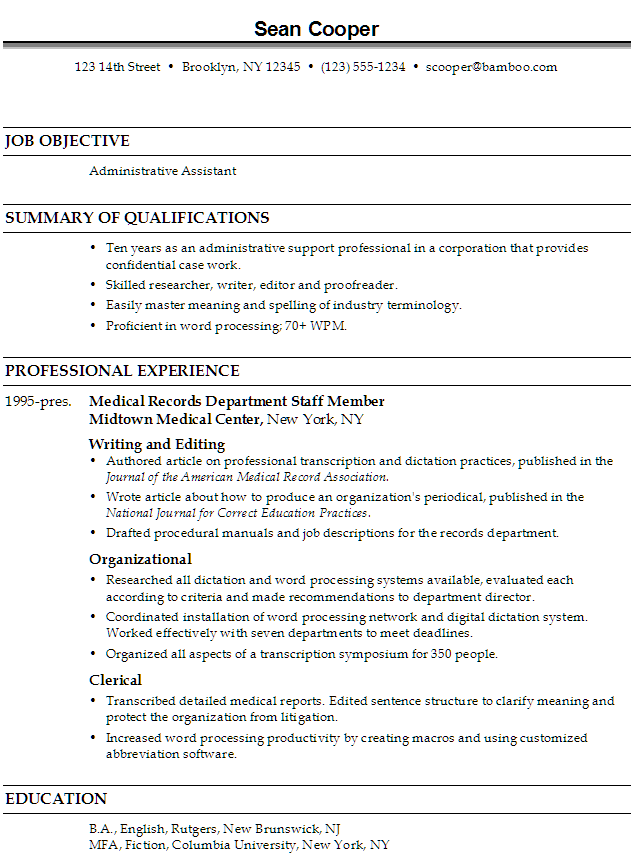 Sean Cooper
123 14th Street • Brooklyn, NY 12345 • (123) 555-1234 • scooper@bamboo.com
JOB OBJECTIVE
Administrative Assistant
SUMMARY OF QUALIFICATIONS
• Ten years as an administrative support professional in a corporation that provides
confidential case work.
• Skilled researcher, writer, editor and proofreader.
• Easily master meaning and spelling of industry terminology.
• Proficient in word processing; 70+ WPM.
PROFESSIONAL EXPERIENCE
1995-pres. Medical Records Department Staff Member
Midtown Medical Center, New York, NY
Writing and Editing
• Authored article on professional transcription and dictation practices, published in the
Journal of the American Medical Record Association.
• Wrote article about how to produce an organization's periodical, published in the
National Journal for Correct Education Practices.
• Drafted procedural manuals and job descriptions for the records department.
Organizational
• Researched all dictation and word processing systems available, evaluated each
according to criteria and made recommendations to department director.
• Coordinated installation of word processing network and digital dictation system.
Worked effectively with seven departments to meet deadlines.
• Organized all aspects of a transcription symposium for 350 people.
Clerical
• Transcribed detailed medical reports. Edited sentence structure to clarify meaning and
protect the organization from litigation.
• Increased word processing productivity by creating macros and using customized
abbreviation software.
EDUCATION
B.A., English, Rutgers, New Brunswick, NJ
MFA, Fiction, Columbia University, New York, NY